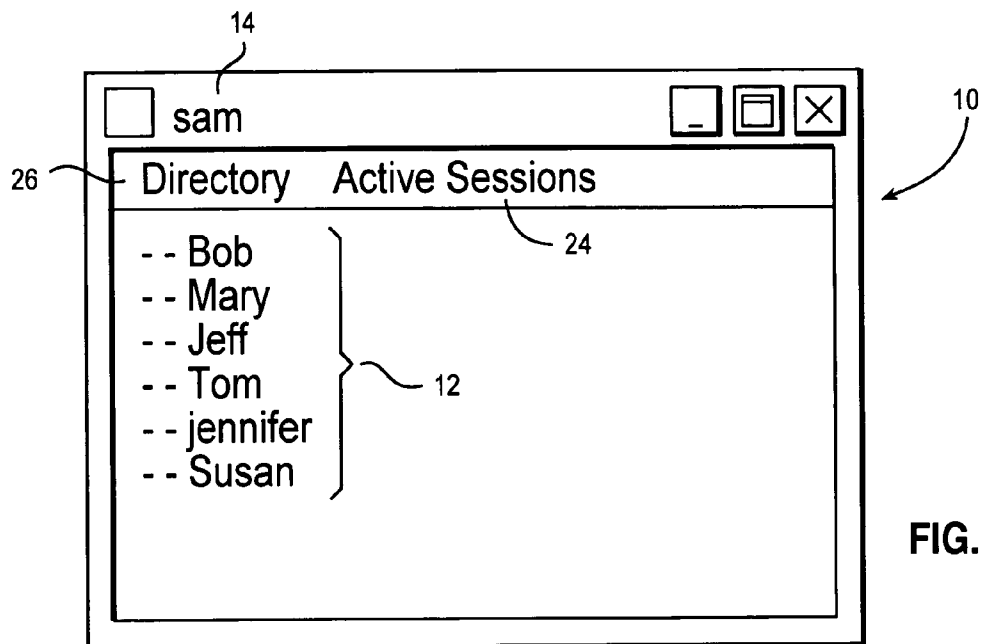 14
sam
10
26
Directory Active Sessions
24
- - Bob
- - Mary
- - Jeff
- - Tom
- - jennifer
- - Susan
12
FIG.